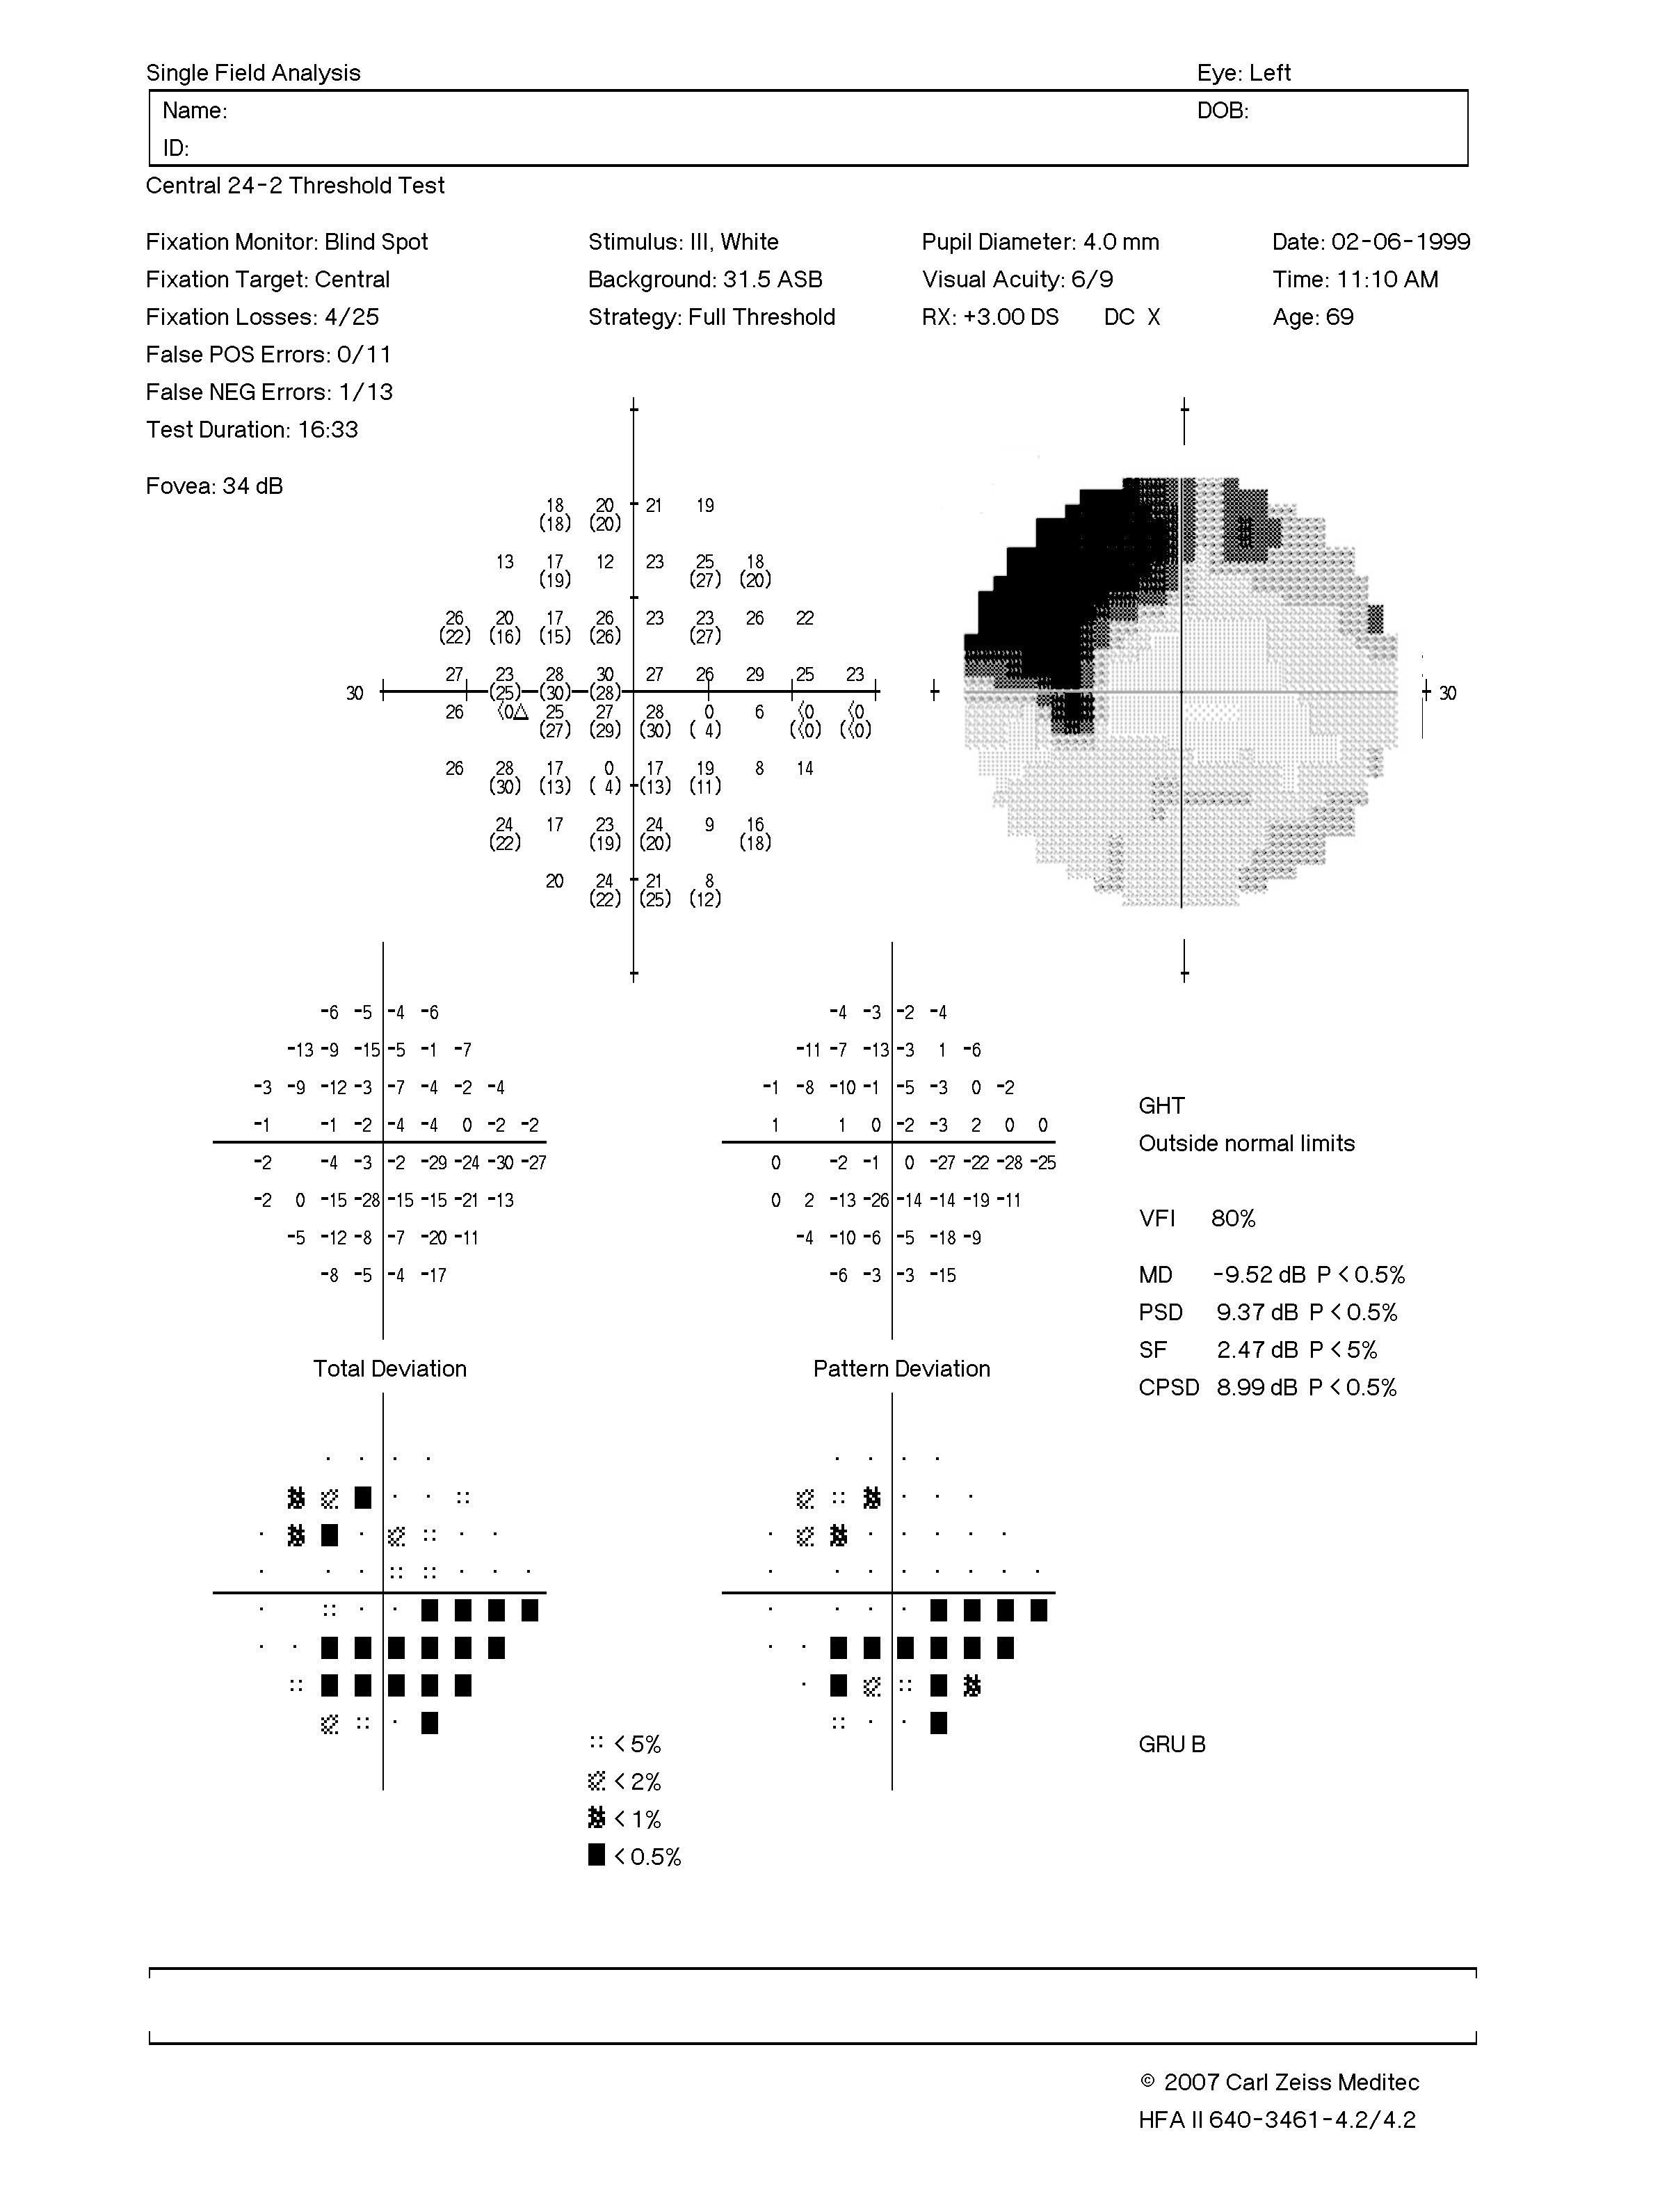 Single Field Analysis Eye: Left
Name: DOB:
ID:
Central 24-2 Threshold Test
Fixation Monitor: Blind Spot Stimulus: III, White Pupil Diameter: 4.0 mm Date: 02-06-1999
Fixation Target: Central Background: 31.5 ASB Visual Acuity: 6/9 Time: 11:10 AM
Fixation Losses: 4/25 Strategy: Full Threshold RX: +3.00 DS DC X Age: 69
False POS Errors: 0/11
False NEG Errors: 1/13
Test Duration: 16:33
Fovea: 34 dB
18 20 21 19
(18) (20)
13 17 12 23 25 18
(19) (27) (20)
26 20 17 26 23 23 26 22
(22) (16) (15) (26) (27)
27 23 28 30 27 26 29 25 23
30 (25) (30) (28) 30
26 <0 25 27 28 0 6 <0 <0
(27) (29) (30) ( 4) (<0) (<0)
26 28 17 0 17 19 8 14
(30) (13) ( 4) (13) (11)
24 17 23 24 9 16
(22) (19) (20) (18)
20 24 21 8
(22) (25) (12)
-6 -5 -4 -6 -4 -3 -2 -4
-13 -9 -15 -5 -1 -7 -11 -7 -13 -3 1 -6
-3 -9 -12 -3 -7 -4 -2 -4 -1 -8 -10 -1 -5 -3 0 -2
GHT
-1 -1 -2 -4 -4 0 -2 -2 1 1 0 -2 -3 2 0 0
Outside normal limits
-2 -4 -3 -2 -29 -24 -30 -27 0 -2 -1 0 -27 -22 -28 -25
-2 0 -15 -28 -15 -15 -21 -13 0 2 -13 -26 -14 -14 -19 -11
VFI 80%
-5 -12 -8 -7 -20 -11 -4 -10 -6 -5 -18 -9
-8 -5 -4 -17 -6 -3 -3 -15 MD -9.52 dB P < 0.5%
PSD 9.37 dB P < 0.5%
SF 2.47 dB P < 5%
Total Deviation Pattern Deviation
CPSD 8.99 dB P < 0.5%
< 5% GRU B
< 2%
< 1%
< 0.5%
© 2007 Carl Zeiss Meditec
HFA II 640-3461-4.2/4.2